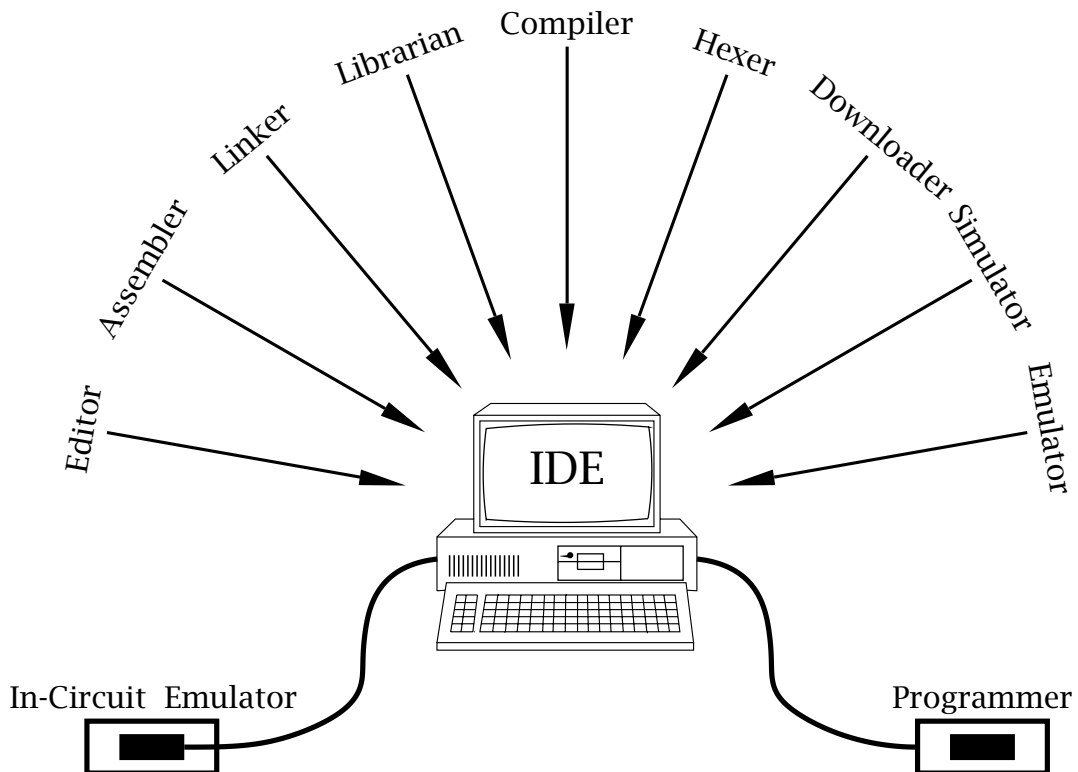 Editor
Assembler
Linker
Librarian
Compiler
Hexer
Downloader
Simulator
Emulator
IDE
In-Circuit Emulator
Programmer